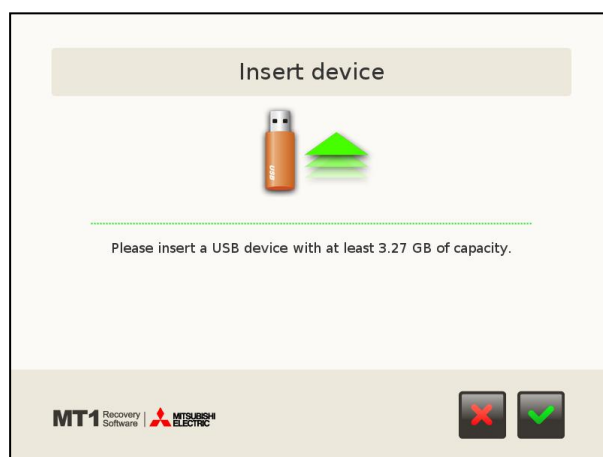 Insert device
USB
Please insert a USB device with at least 3.27 GB of capacity.
MT1 Recovery Software
MITSUBISHI ELECTRIC